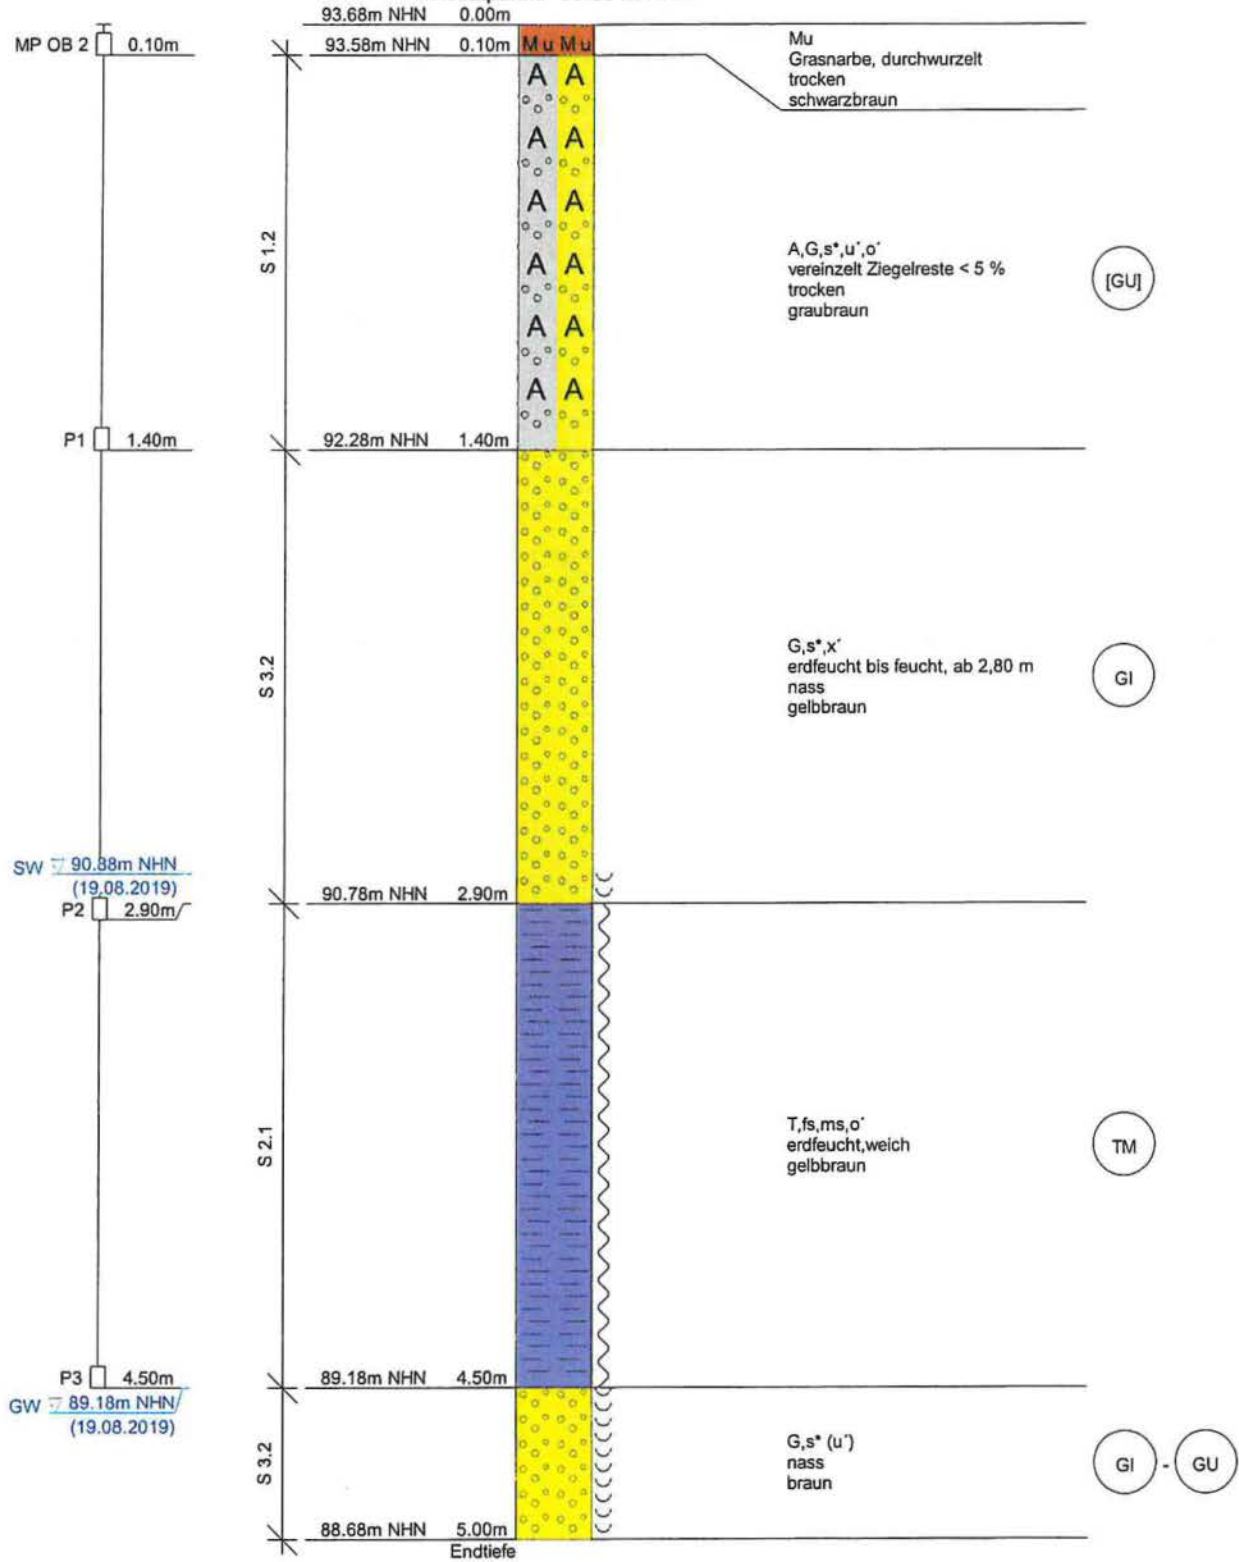 93.68m NHN 0.00m
MP OB 2 0.10m
93.58m NHN 0.10m
Mu Mu
Mu
Grasnarbe, durchwurzelt
trocken
schwarzbraun
A A
A A
A A
A A
A A
A A
S 1.2
A,G,s*,u´,o´
vereinzelt Ziegelreste < 5 %
trocken
graubraun
[GU]
P1 1.40m
92.28m NHN 1.40m
S 3.2
G,s*,x´
erdfeucht bis feucht, ab 2,80 m
nass
gelbbraun
GI
SW 90.88m NHN
(19.08.2019)
P2 2.90m
90.78m NHN 2.90m
S 2.1
T,fs,ms,o´
erdfeucht,weich
gelbbraun
TM
P3 4.50m
89.18m NHN 4.50m
GW 89.18m NHN
(19.08.2019)
S 3.2
G,s* (u´)
nass
braun
GI - GU
88.68m NHN 5.00m
Endtiefe